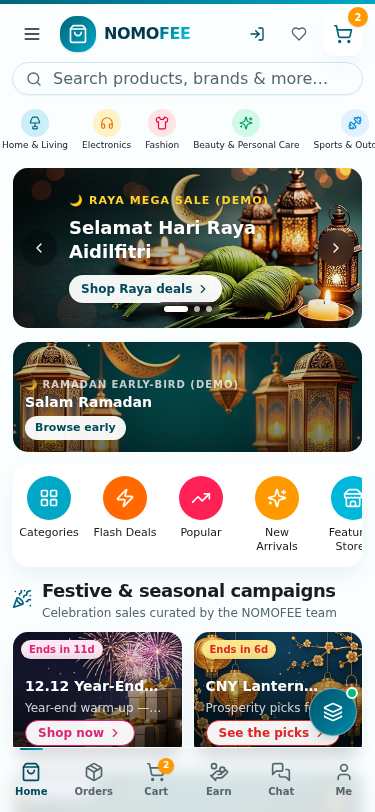 NOMOFEE
2
Search products, brands & more...
Home & Living
Electronics
Fashion
Beauty & Personal Care
Sports & Outd
RAYA MEGA SALE (DEMO)
Selamat Hari Raya
Aidilfitri
Shop Raya deals
RAMADAN EARLY-BIRD (DEMO)
Salam Ramadan
Browse early
Categories
Flash Deals
Popular
New
Arrivals
Featur
Store
Festive & seasonal campaigns
Celebration sales curated by the NOMOFEE team
Ends in 11d
12.12 Year-End...
Year-end warm-up —...
Shop now
Ends in 6d
CNY Lantern...
Prosperity picks f
See the picks
Home
Orders
2
Cart
Earn
Chat
Me